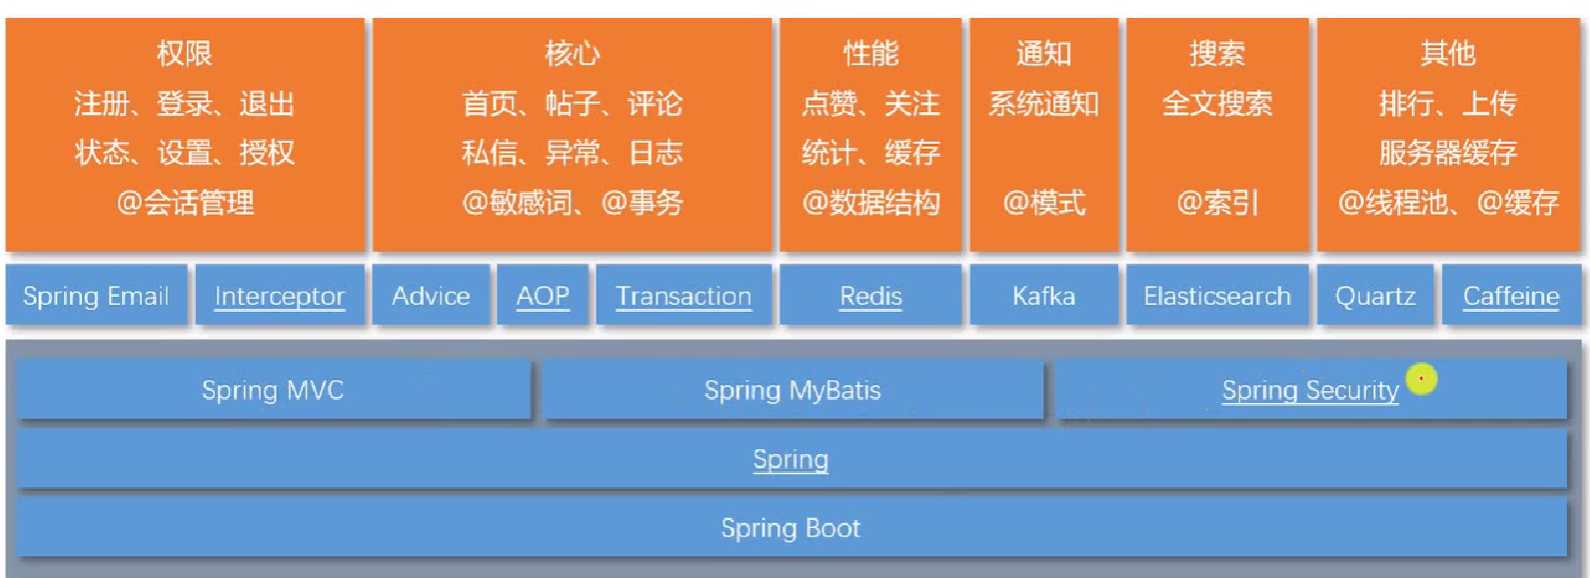 权限
注册、登录、退出
状态、设置、授权
@会话管理
核心
首页、帖子、评论
私信、异常、日志
@敏感词、@事务
性能
点赞、关注
统计、缓存
@数据结构
通知
系统通知
@模式
搜索
全文搜索
@索引
其他
排行、上传
服务器缓存
@线程池、@缓存
Spring Email
Interceptor
Advice
AOP
Transaction
Redis
Kafka
Elasticsearch
Quartz
Caffeine
Spring MVC
Spring MyBatis
Spring Security
Spring
Spring Boot